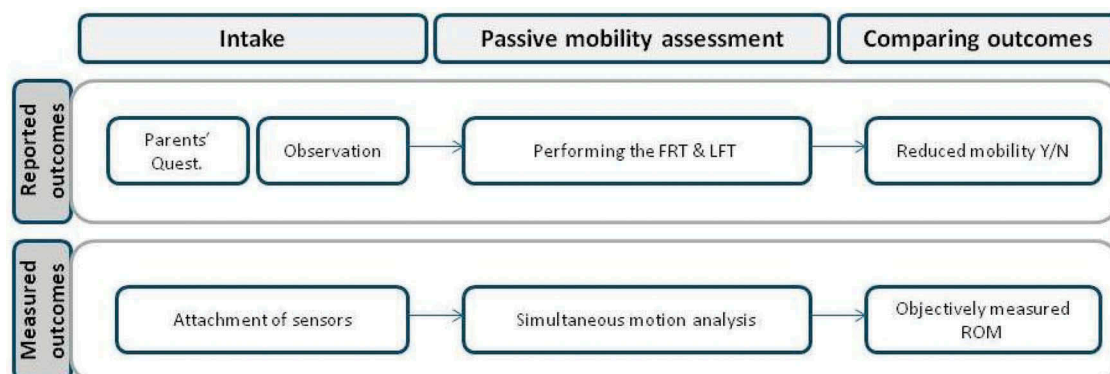 Intake
Passive mobility assessment
Comparing outcomes
Reported
outcomes
Parents'
Quest.
Observation
Performing the FRT & LFT
Reduced mobility Y/N
Measured
outcomes
Attachment of sensors
Simultaneous motion analysis
Objectively measured
ROM